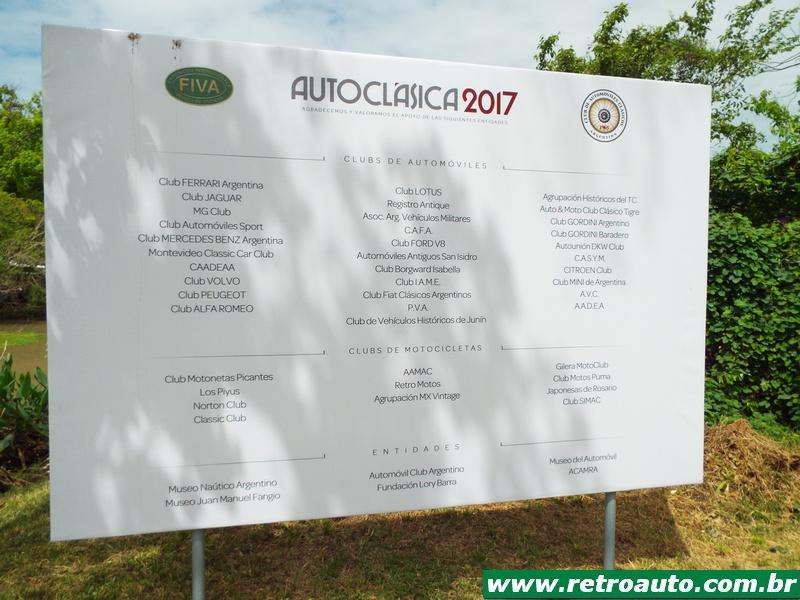 FIVA
AUTOCLÁSICA 2017
AGRADECEMOS Y VALORAMOS EL APOYO DE LAS SIGUIENTES ENTIDADES
CLUB DE AUTOMOVILES CLASICOS
ARGENTINA
CLUBS DE AUTOMÓVILES
Club FERRARI Argentina
Club JAGUAR
MG Club
Club Automóviles Sport
Club MERCEDES BENZ Argentina
Montevideo Classic Car Club
CAADEAA
Club VOLVO
Club PEUGEOT
Club ALFA ROMEO
Club LOTUS
Registro Antique
Asoc. Arg. Vehículos Militares
C.A.F.A.
Club FORD V8
Automóviles Antiguos San Isidro
Club Borgward Isabella
Club I.A.M.E.
Club Fiat Clásicos Argentinos
P.V.A.
Club de Vehículos Históricos de Junín
Agrupación Históricos del TC
Auto & Moto Club Clásico Tigre
Club GORDINI Argentino
Club GORDINI Baradero
Autounión DKW Club
C.A.S.Y.M.
CITROEN Club
Club MINI de Argentina
A.V.C.
A.A.D.E.A
CLUBS DE MOTOCICLETAS
Club Motonetas Picantes
Los Piyus
Norton Club
Classic Club
AAMAC
Retro Motos
Agrupación MX Vintage
Gilera MotoClub
Club Motos Puma
Japonesas de Rosario
Club SIMAC
ENTIDADES
Museo Naútico Argentino
Museo Juan Manuel Fangio
Automóvil Club Argentino
Fundación Lory Barra
Museo del Automóvil
ACAMRA
www.retroauto.com.br